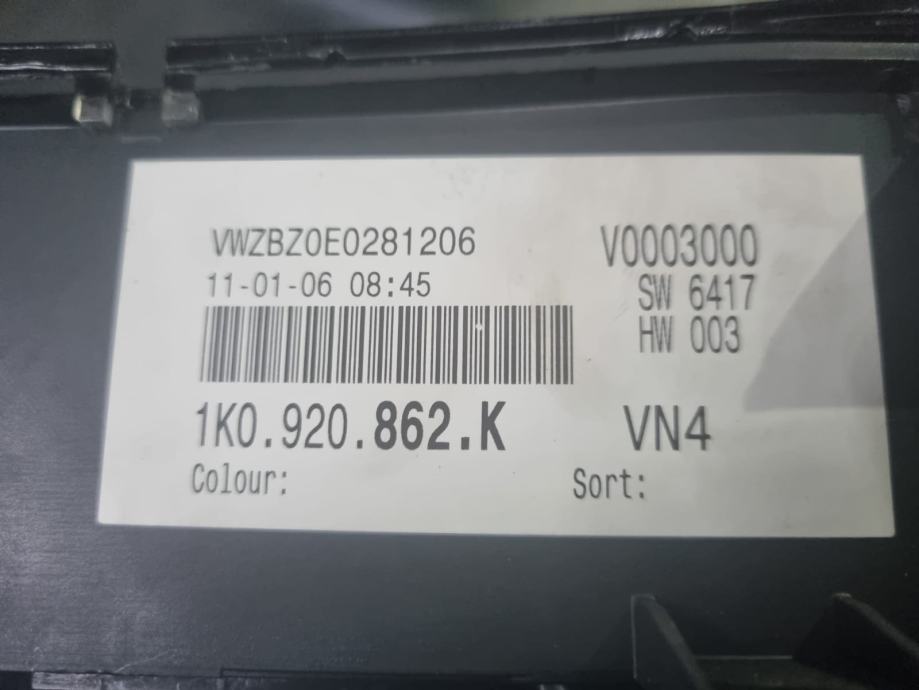 VWZBZ0E0281206
V0003000
11-01-06 08:45
SW 6417
HW 003
1K0.920.862.K
VN4
Colour:
Sort: